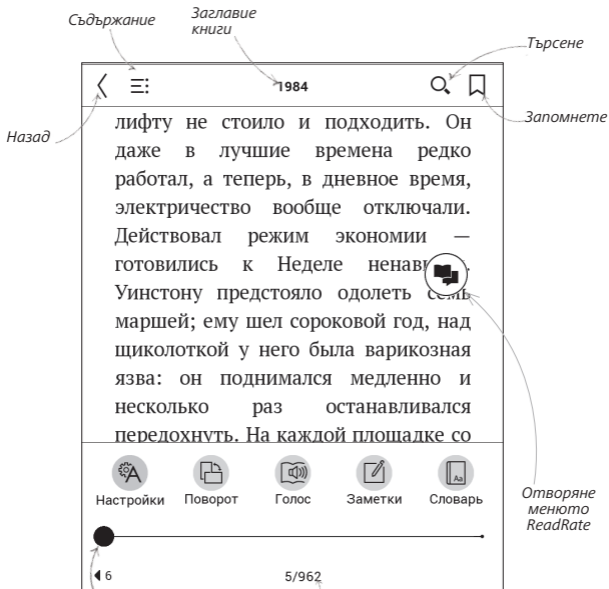 Съдържание
Заглавие
книги
Търсене
1984
Запомнете
Назад
лифту не стоило и подходить. Он
даже в лучшие времена редко
работал, а теперь, в дневное время,
электричество вообще отключали.
Действовал режим экономии —
готовились к Неделе ненави
Уинстону предстояло одолеть семь
маршей; ему шел сороковой год, над
щиколоткой у него была варикозная
язва: он поднимался медленно и
несколько раз останавливался
передохнуть. На каждой площадке со
Aa
Настройки Поворот Голос Заметки Словарь
Отворяне
менюто
ReadRate
6
5/962